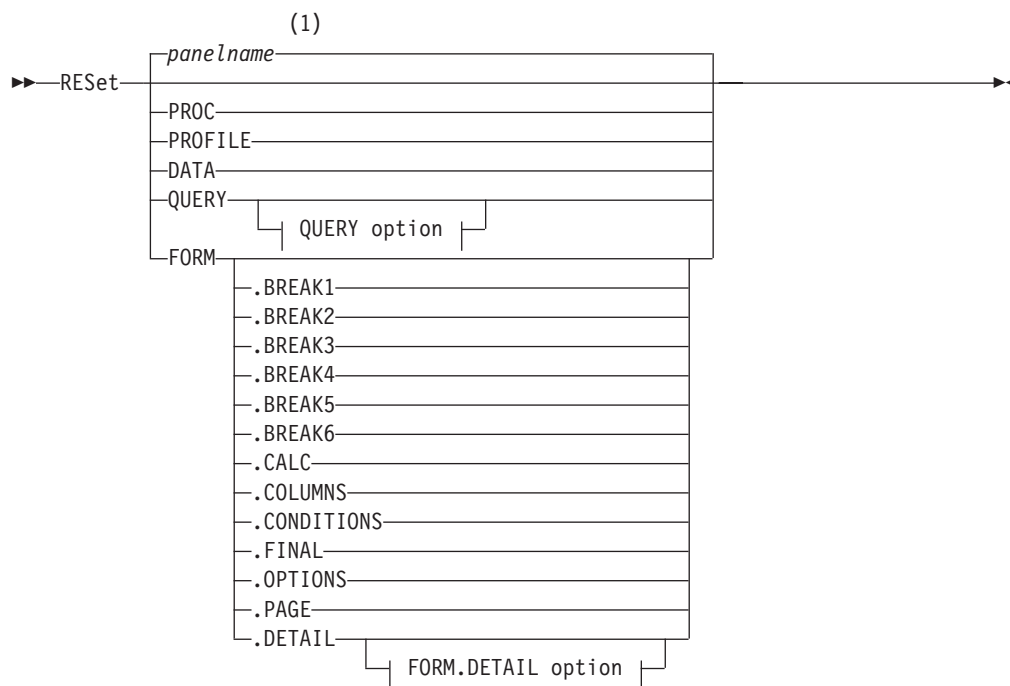 (1)
panelname
RESet
PROC
PROFILE
DATA
QUERY
QUERY option
FORM
.BREAK1
.BREAK2
.BREAK3
.BREAK4
.BREAK5
.BREAK6
.CALC
.COLUMNS
.CONDITIONS
.FINAL
.OPTIONS
.PAGE
.DETAIL
FORM.DETAIL option